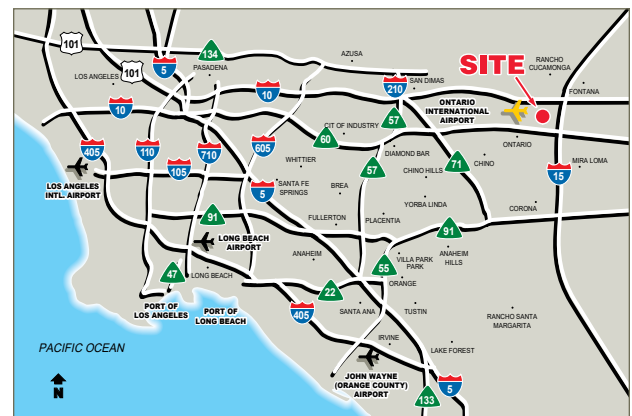 101
134
5
101
PASADENA
AZUSA
LOS ANGELES
210
SAN DIMAS
SITE
RANCHO
CUCAMONGA
FONTANA
10
10
ONTARIO
INTERNATIONAL
AIRPORT
CIT OF INDUSTRY
57
60
ONTARIO
405
110
710
605
105
WHITTIER
DIAMOND BAR
57
CHINO HILLS
71
CHINO
MIRA LOMA
15
LOS ANGELES
INTL. AIRPORT
5
SANTA FE
SPRINGS
BREA
YORBA LINDA
CORONA
91
FULLERTON
PLACENTIA
91
LONG BEACH
AIRPORT
ANAHEIM
VILLA PARK
PARK
ANAHEIM
HILLS
47
LONG BEACH
55
ORANGE
22
PORT OF
LOS ANGELES
PORT OF
LONG BEACH
405
SANTA ANA
TUSTIN
RANCHO SANTA
MARGARITA
IRVINE
LAKE FOREST
PACIFIC OCEAN
N
JOHN WAYNE
(ORANGE COUNTY)
AIRPORT
5
133